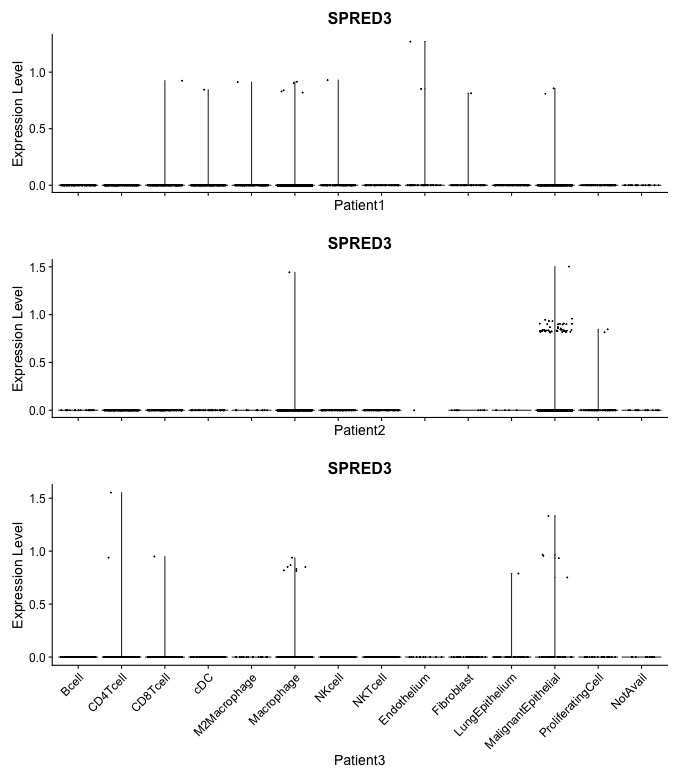 SPRED3
Expression Level
1.0
0.5
0.0
Patient1
SPRED3
Expression Level
1.5
1.0
0.5
0.0
Patient2
SPRED3
Expression Level
1.5
1.0
0.5
0.0
Bcell
CD4Tcell
CD8Tcell
cDC
M2Macrophage
Macrophage
NKcell
NKTcell
Endothelium
Fibroblast
LungEpithelium
MalignantEpithelial
ProliferatingCell
NotAvail
Patient3